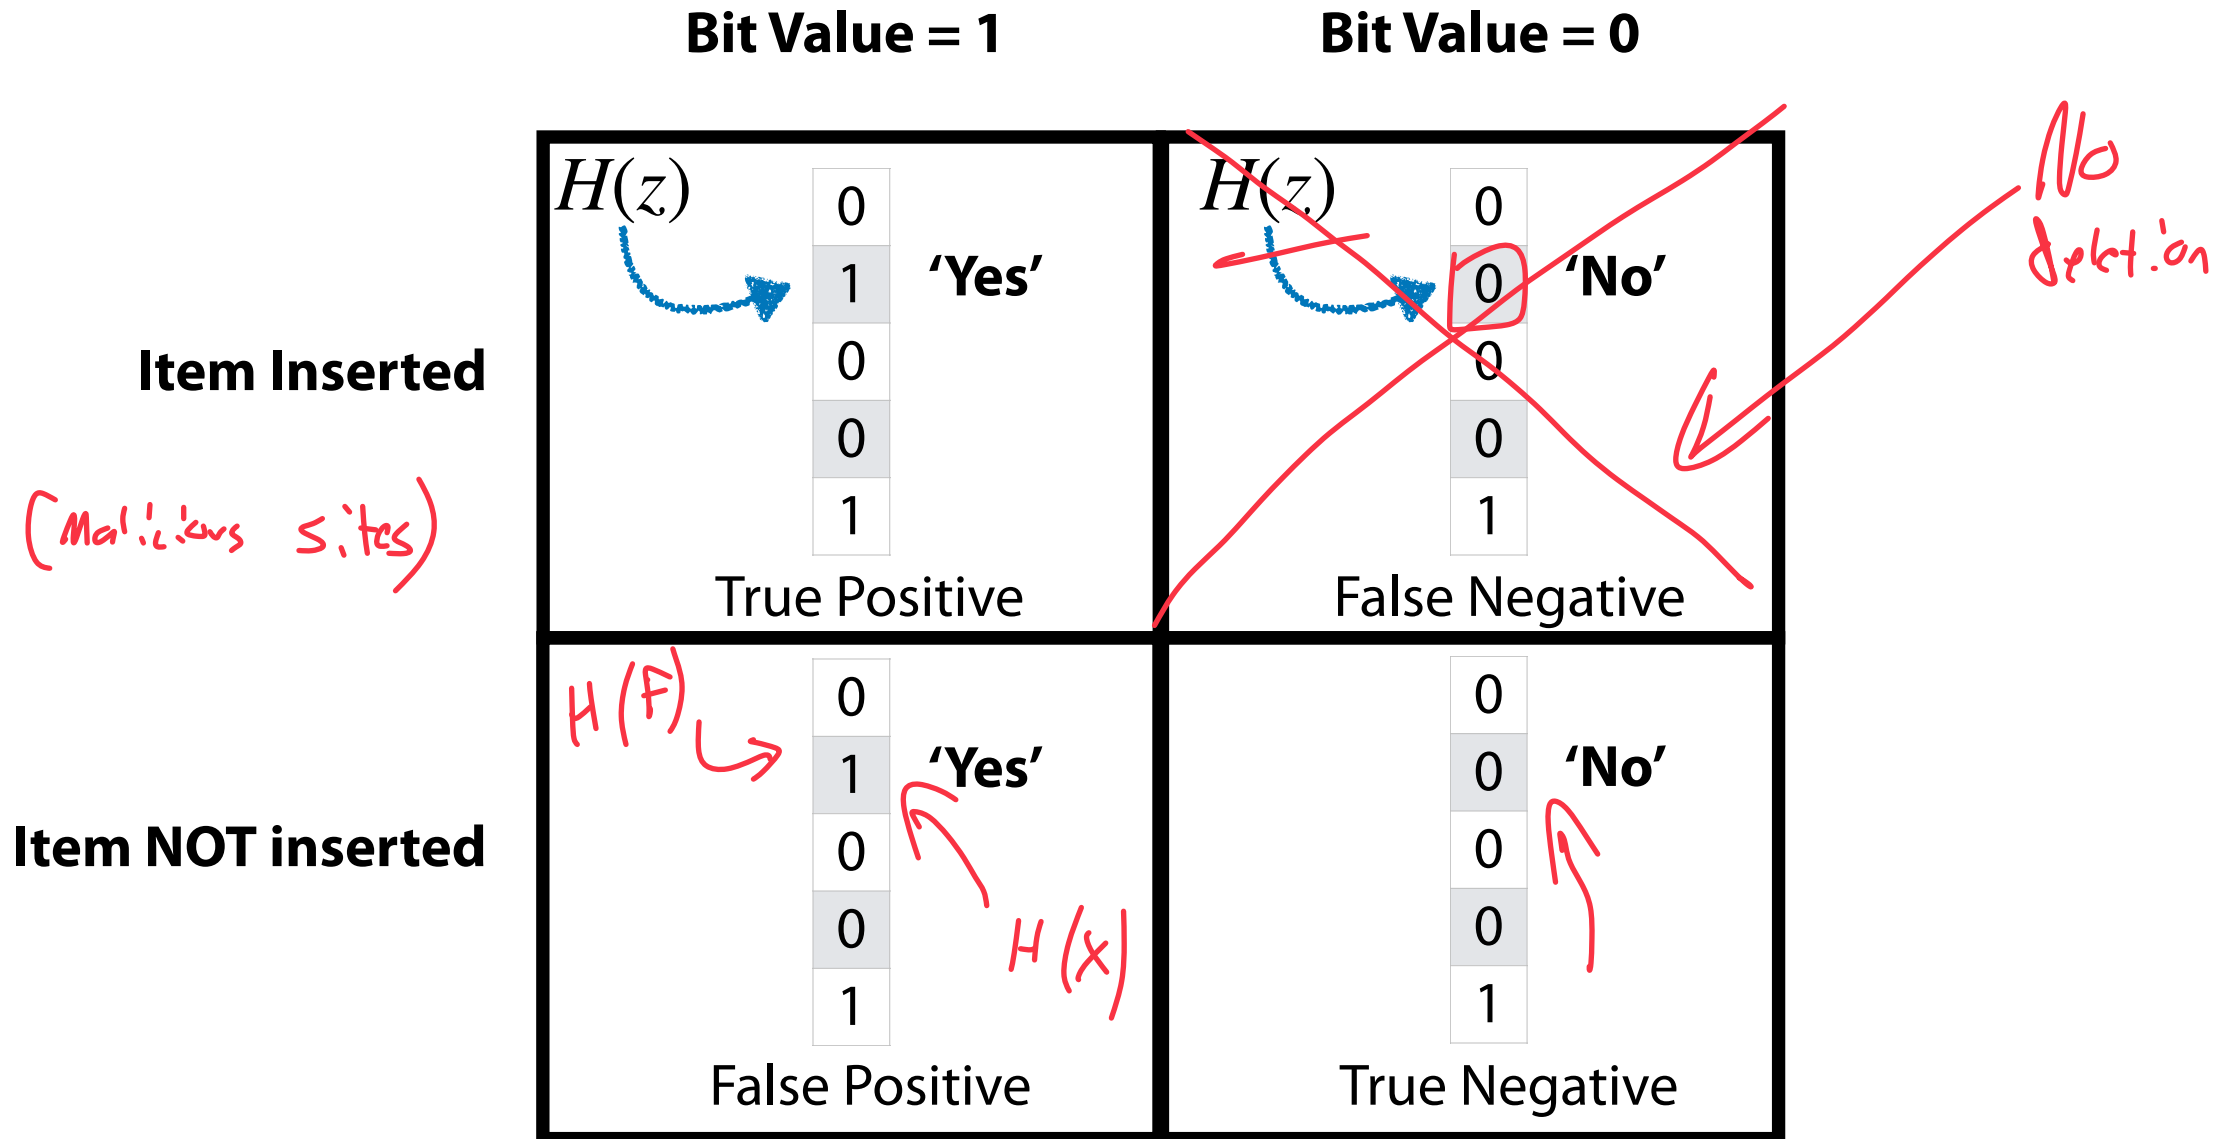 Bit Value = 1
Bit Value = 0
Item Inserted
(Malicious sites)
H(z)
0
1
0
0
1
‘Yes’
True Positive
H(z)
0
0
0
0
1
‘No’
False Negative
No
deletion
Item NOT inserted
H(F)
0
1
0
0
1
‘Yes’
H(x)
False Positive
0
0
0
0
1
‘No’
True Negative